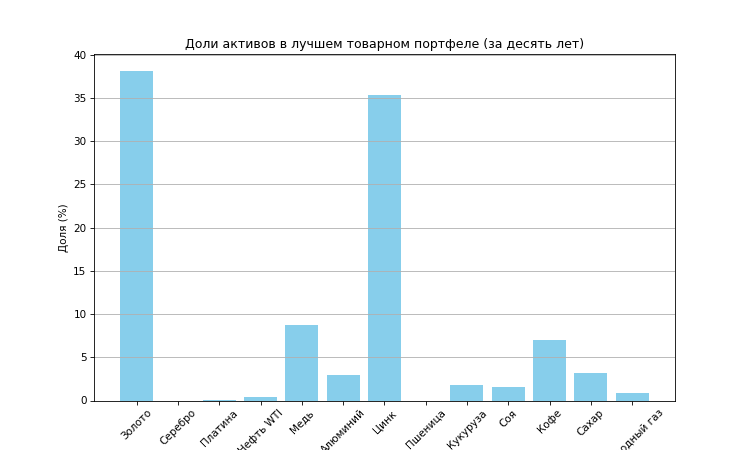 Доли активов в лучшем товарном портфеле (за десять лет)
Доля (%)
40
35
30
25
20
15
10
5
0
Золото
Серебро
Платина
Нефть WTI
Медь
Алюминий
Цинк
Пшеница
Кукуруза
Соя
Кофе
Сахар
газ